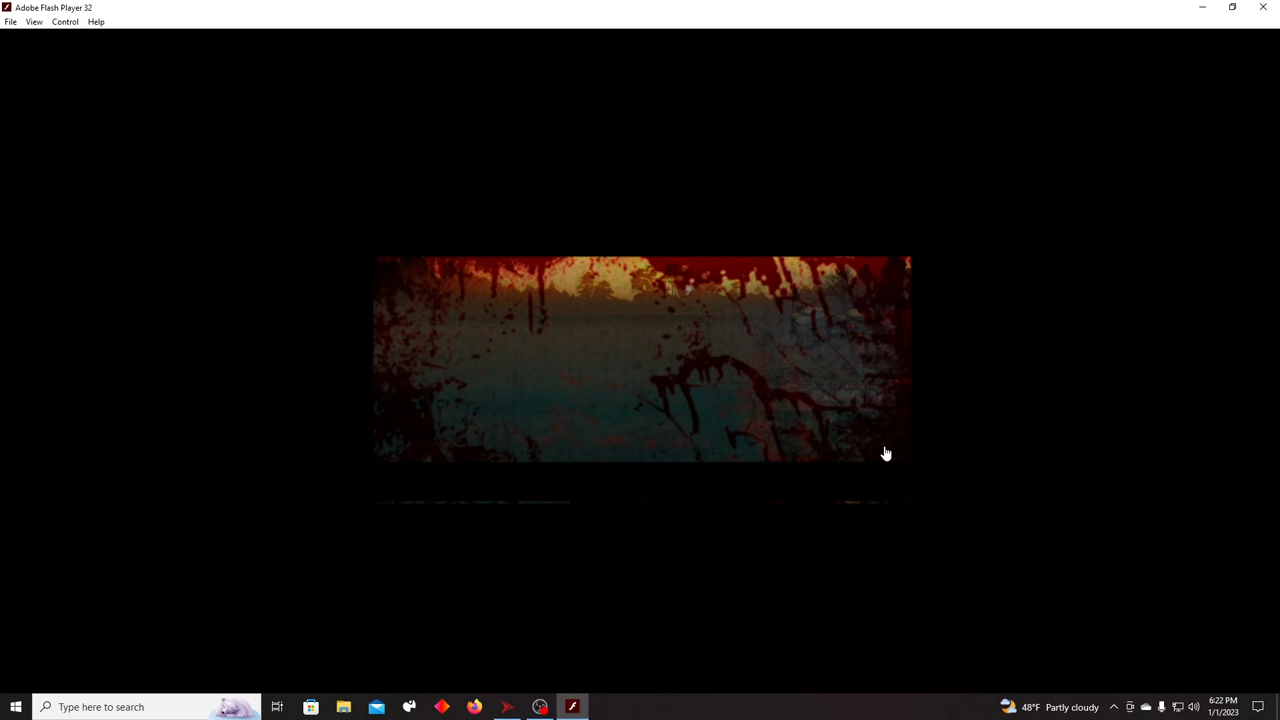 Adobe Flash Player 32
File View Control Help
Type here to search
48°F Partly cloudy
6:22 PM
1/1/2023